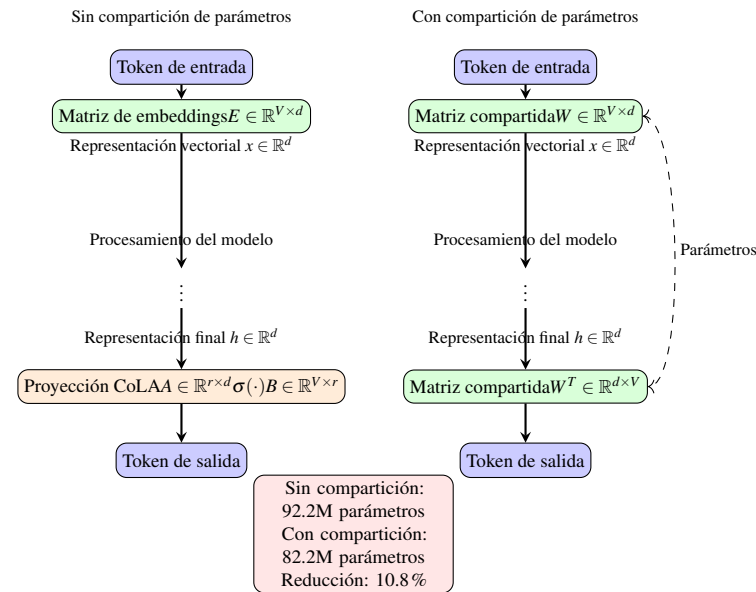 Sin compartición de parámetros
Token de entrada
Matriz de embeddingsE ∈ ℝ^{V×d}
Representación vectorial x ∈ ℝ^d
Procesamiento del modelo
⋮
Representación final h ∈ ℝ^d
Proyección CoLAA ∈ ℝ^{r×d}σ(·)B ∈ ℝ^{V×r}
Token de salida
Con compartición de parámetros
Token de entrada
Matriz compartidaW ∈ ℝ^{V×d}
Representación vectorial x ∈ ℝ^d
Procesamiento del modelo
⋮
Representación final h ∈ ℝ^d
Matriz compartidaW^T ∈ ℝ^{d×V}
Token de salida
Parámetros
Sin compartición:
92.2M parámetros
Con compartición:
82.2M parámetros
Reducción: 10.8%